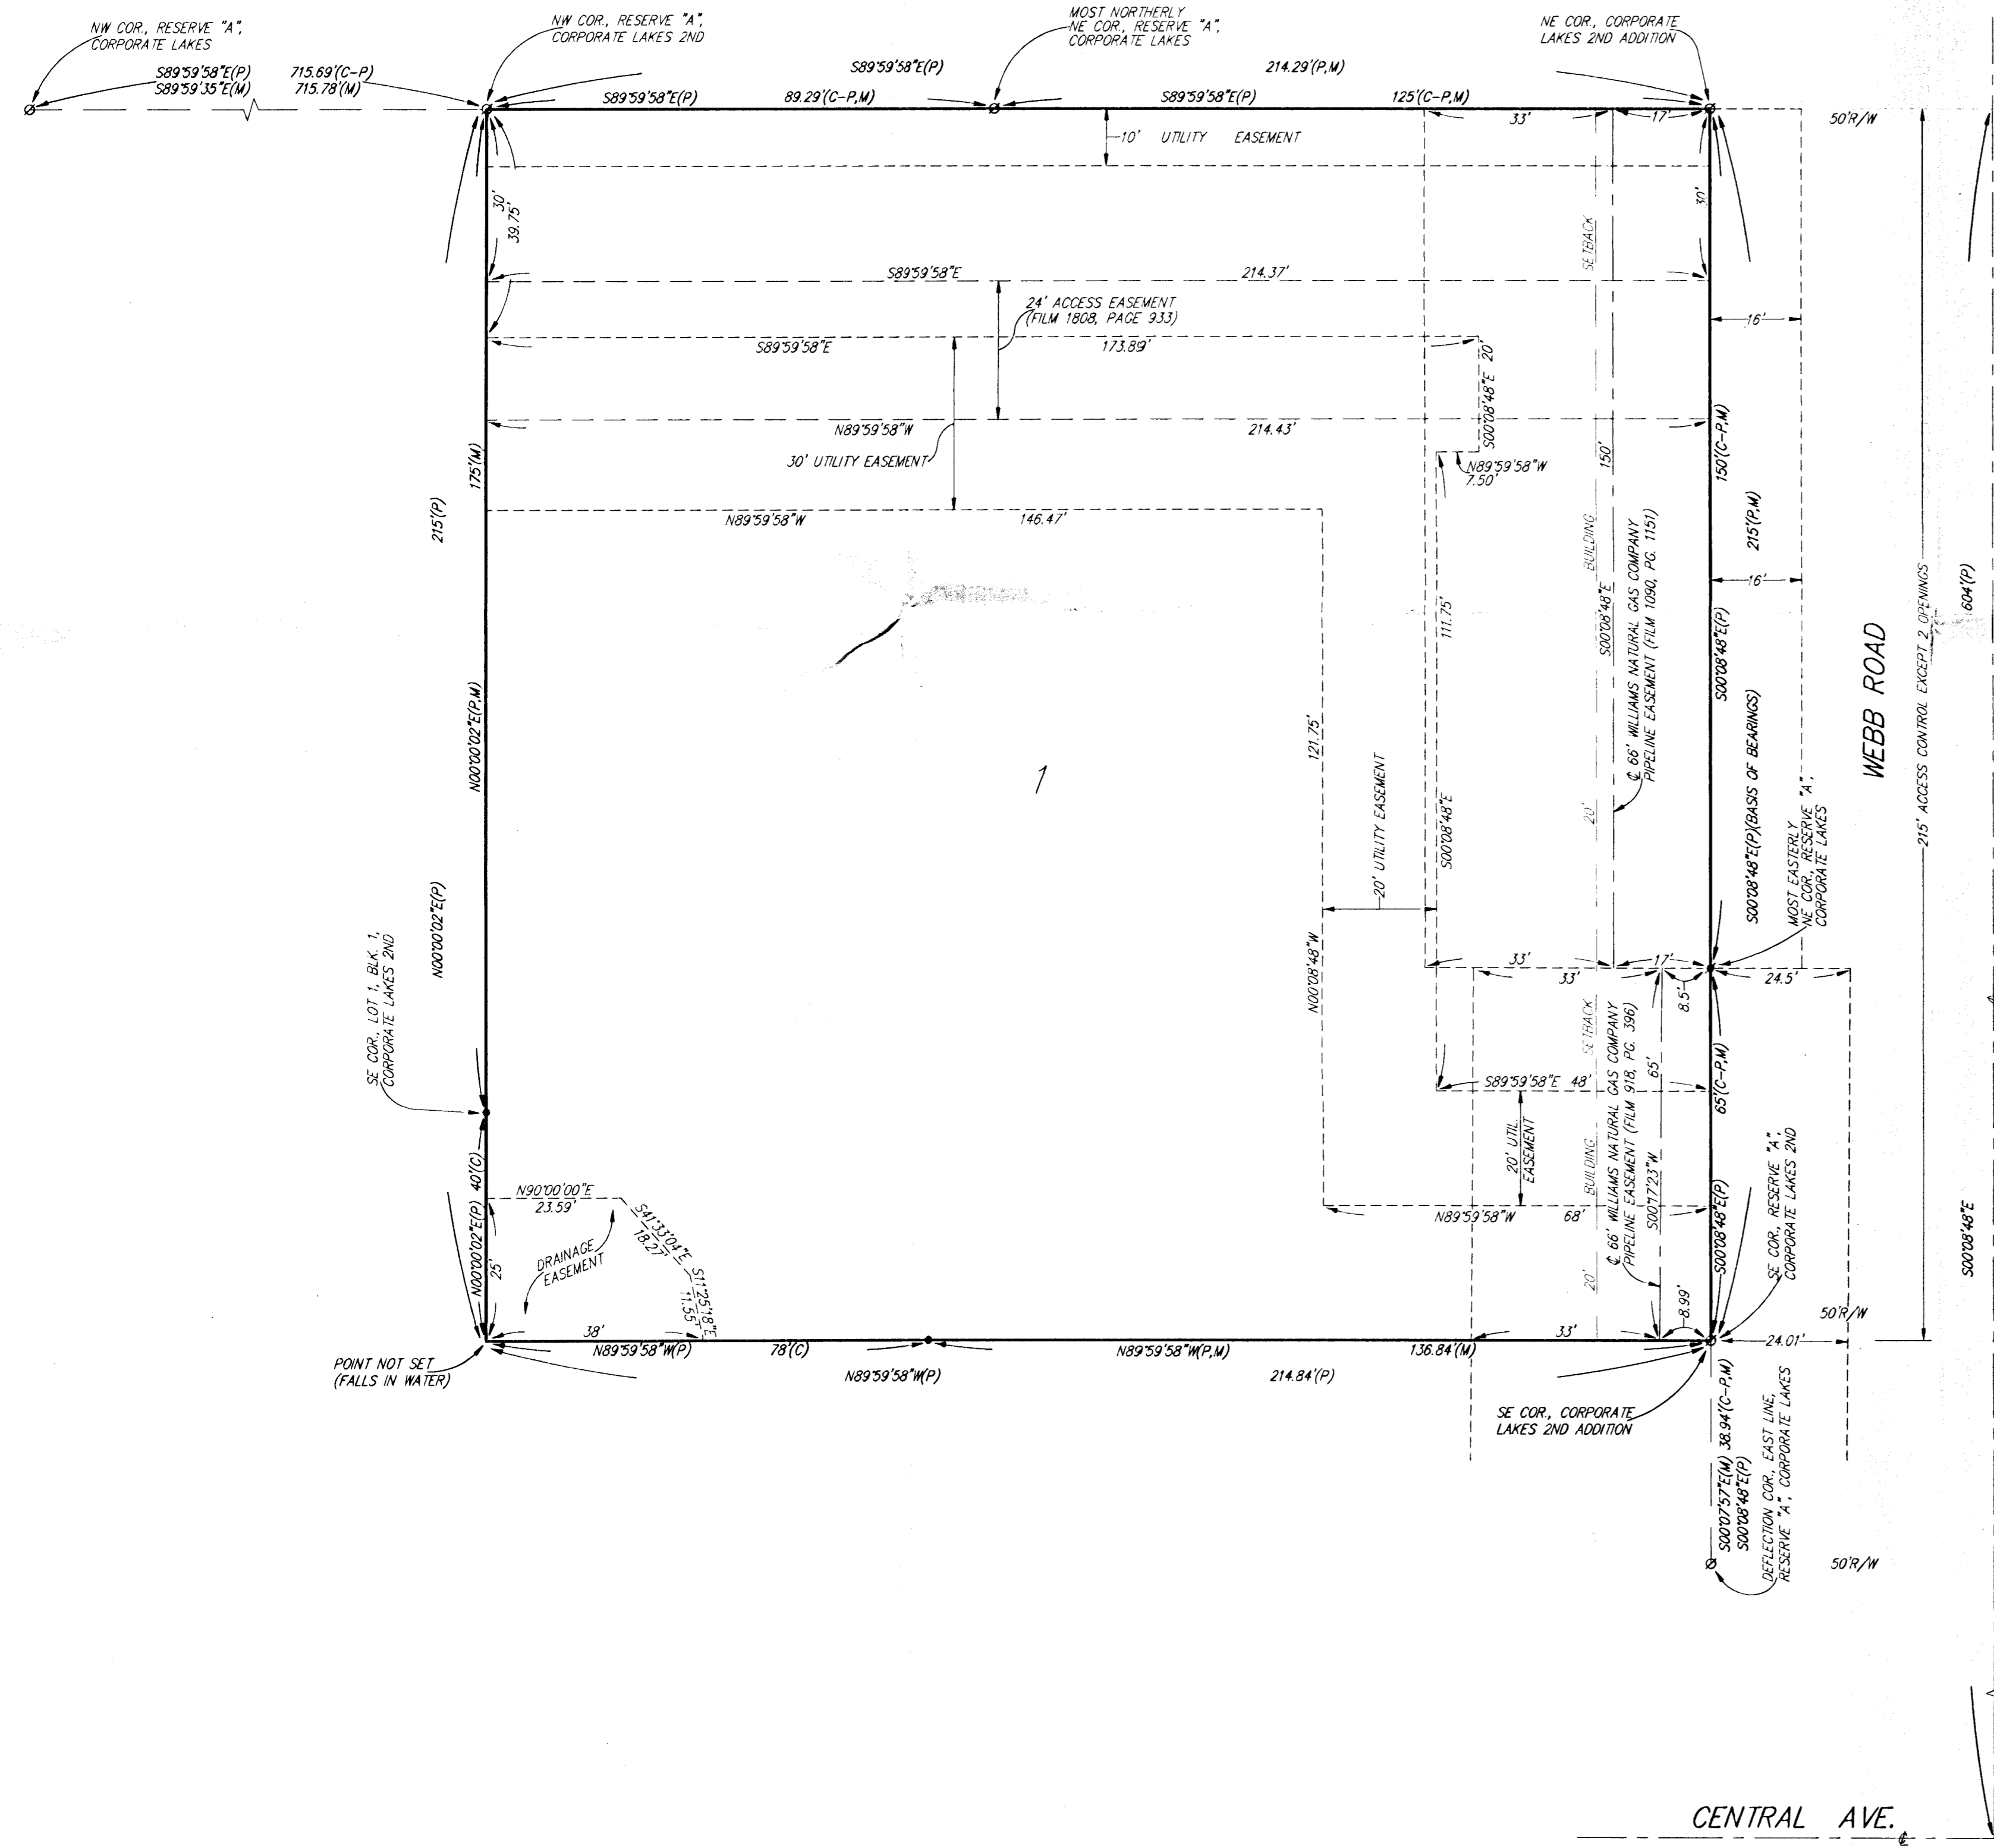 NW COR., RESERVE "A",
CORPORATE LAKES
NW COR., RESERVE "A",
CORPORATE LAKES 2ND
MOST NORTHERLY
NE COR., RESERVE "A",
CORPORATE LAKES
NE COR., CORPORATE
LAKES 2ND ADDITION
S89°59'58"E(P) 715.69'(C-P)
S89°59'35"E(M) 715.78'(M)
S89°59'58"E(P) 214.29'(P,M)
S89°59'58"E(P) 89.29'(C-P,M)
S89°59'58"E(P) 125'(C-P,M)
33' 17'
50'R/W
10' UTILITY EASEMENT
30'
39.75'
30'
SETBACK
S89°59'58"E 214.37'
24' ACCESS EASEMENT
(FILM 1808, PAGE 933)
16'
S89°59'58"E 173.89'
S00°08'48"E 20'
N89°59'58"W 214.43'
30' UTILITY EASEMENT
N89°59'58"W
7.50'
N89°59'58"W 146.47'
175'(M)
215'(P)
N00°00'02"E(P,M)
N00°00'02"E(P)
150'
BUILDING
S00°08'48"E
20'
℄ 66' WILLIAMS NATURAL GAS COMPANY
PIPELINE EASEMENT (FILM 1090, PG. 1151)
150'(C-P,M)
215'(P,M)
16'
S00°08'48"E(P)
S00°08'48"E(P)(BASIS OF BEARINGS)
111.75'
S00°08'48"E
121.75'
N00°08'48"W
20' UTILITY EASEMENT
1
WEBB ROAD
215' ACCESS CONTROL EXCEPT 2 OPENINGS
604'(P)
S00°08'48"E
MOST EASTERLY
NE COR., RESERVE "A",
CORPORATE LAKES
33' 17'
33'
8.5'
24.5'
SE COR., LOT 1, BLK. 1,
CORPORATE LAKES 2ND
SETBACK
BUILDING
20'
℄ 66' WILLIAMS NATURAL GAS COMPANY
PIPELINE EASEMENT (FILM 918, PG. 396)
65'
S00°17'23"W
65'(C-P,M)
S00°08'48"E(P)
S89°59'58"E 48'
20' UTIL.
EASEMENT
N89°59'58"W 68'
SE COR., RESERVE "A",
CORPORATE LAKES 2ND
N00°00'02"E(P) 40'(C)
25'
N90°00'00"E
23.59'
S41°33'04"E
18.27'
S11°25'18"E
11.55'
DRAINAGE
EASEMENT
38'
33'
8.99'
24.01'
50'R/W
POINT NOT SET
(FALLS IN WATER)
N89°59'58"W(P) 78'(C)
N89°59'58"W(P,M) 136.84'(M)
N89°59'58"W(P) 214.84'(P)
SE COR., CORPORATE
LAKES 2ND ADDITION
S00°07'57"E(M) 38.94'(C-P,M)
S00°08'48"E(P)
DEFLECTION COR., EAST LINE,
RESERVE "A", CORPORATE LAKES
50'R/W
CENTRAL AVE.
℄